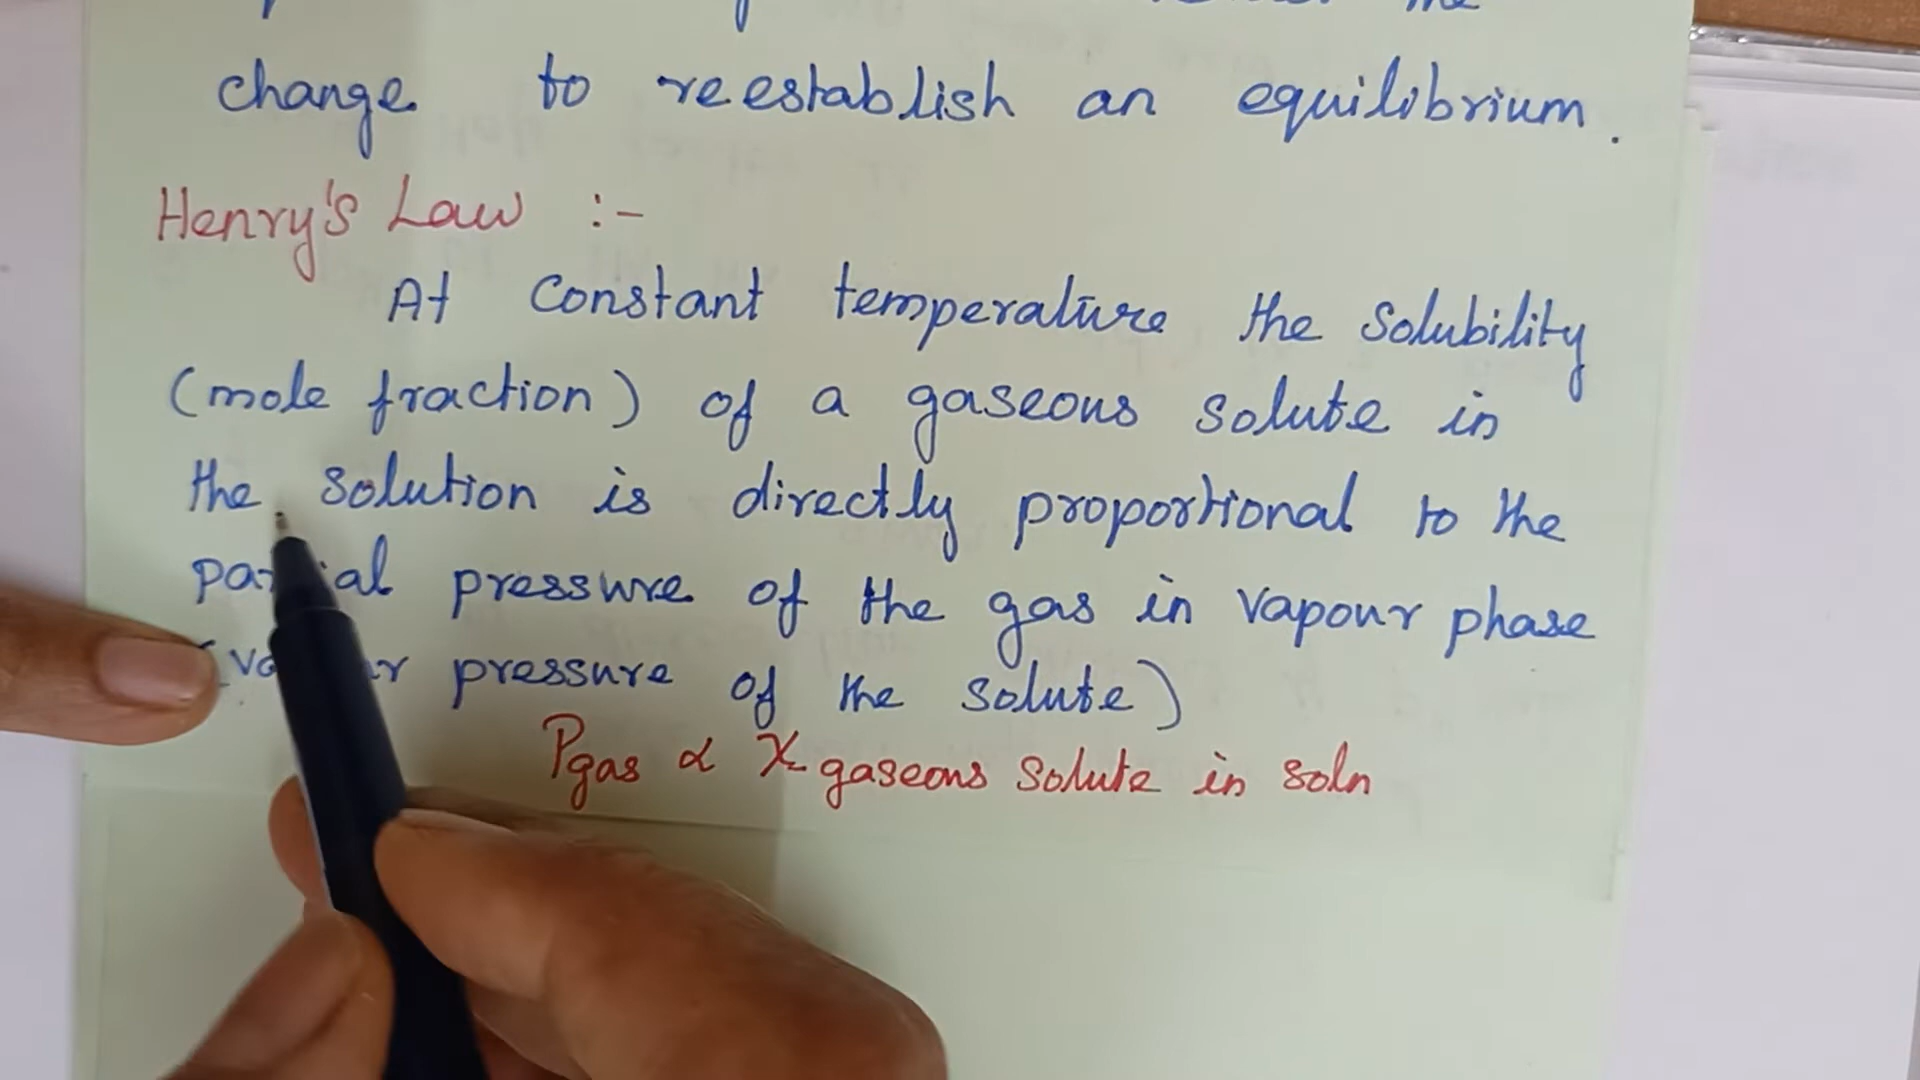 the
change to reestablish an equilibrium.
Henry's Law :-
At constant temperature the solubility
(mole fraction) of a gaseous solute in
the solution is directly proportional to the
pressure of the gas in vapour phase
pressure of the solute)
Pgas α x gaseous solute in soln